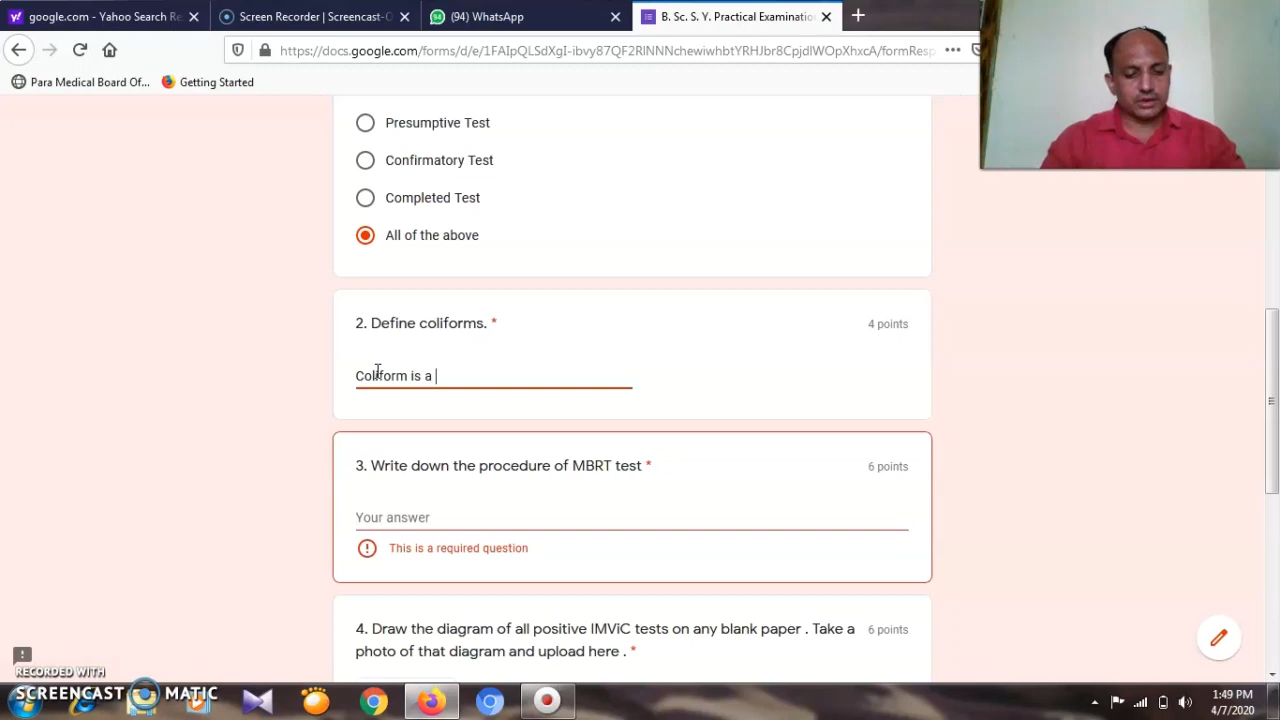 google.com - Yahoo Search Re
Screen Recorder | Screencast-O
(94) WhatsApp
B. Sc. S. Y. Practical Examinatio
https://docs.google.com/forms/d/e/1FAIpQLSdXgI-ibvy87QF2RlNNNchewiwhbtYRHJbr8CpjdlWOpXhxcA/formResp
Para Medical Board Of...
Getting Started
Presumptive Test
Confirmatory Test
Completed Test
All of the above
2. Define coliforms. *
4 points
Coliform is a
3. Write down the procedure of MBRT test *
6 points
Your answer
This is a required question
4. Draw the diagram of all positive IMViC tests on any blank paper . Take a
6 points
photo of that diagram and upload here . *
RECORDED WITH
SCREENCAST MATIC
1:49 PM
4/7/2020